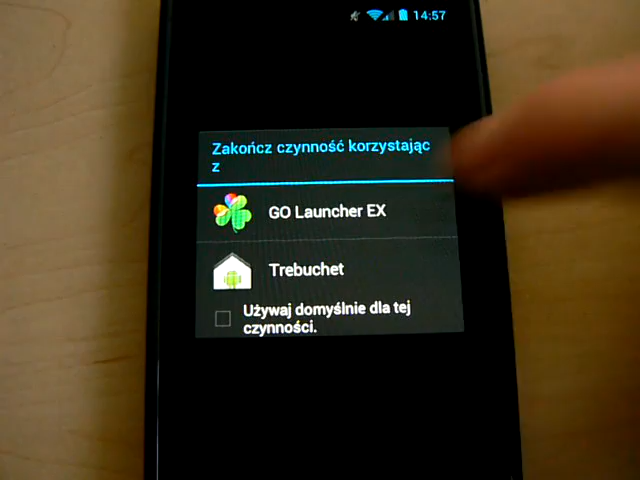 14:57
Zakończ czynność korzystając
z
GO Launcher EX
Trebuchet
Używaj domyślnie dla tej
czynności.